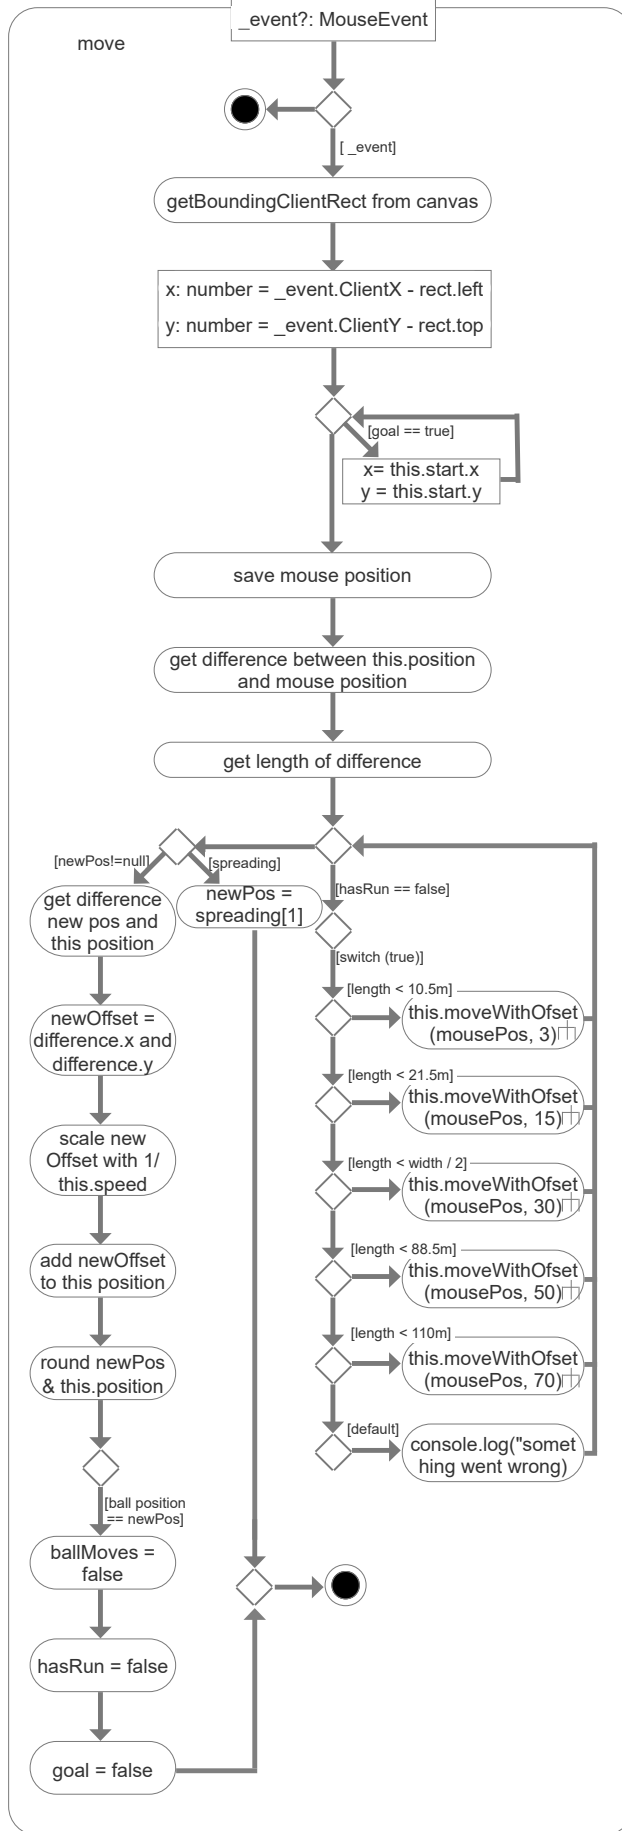 _event?: MouseEvent
move
[ _event]
getBoundingClientRect from canvas
x: number = _event.ClientX - rect.left
y: number = _event.ClientY - rect.top
[goal == true]
x= this.start.x
y = this.start.y
save mouse position
get difference between this.position
and mouse position
get length of difference
[newPos!=null]
[spreading]
get difference
new pos and
this position
newPos =
spreading[1]
[hasRun == false]
[switch (true)]
[length < 10.5m]
this.moveWithOfset
(mousePos, 3)
newOffset =
difference.x and
difference.y
[length < 21.5m]
this.moveWithOfset
(mousePos, 15)
scale new
Offset with 1/
this.speed
[length < width / 2]
this.moveWithOfset
(mousePos, 30)
add newOffset
to this position
[length < 88.5m]
this.moveWithOfset
(mousePos, 50)
round newPos
& this.position
[length < 110m]
this.moveWithOfset
(mousePos, 70)
[default]
console.log("somet
hing went wrong)
[ball position
== newPos]
ballMoves =
false
hasRun = false
goal = false